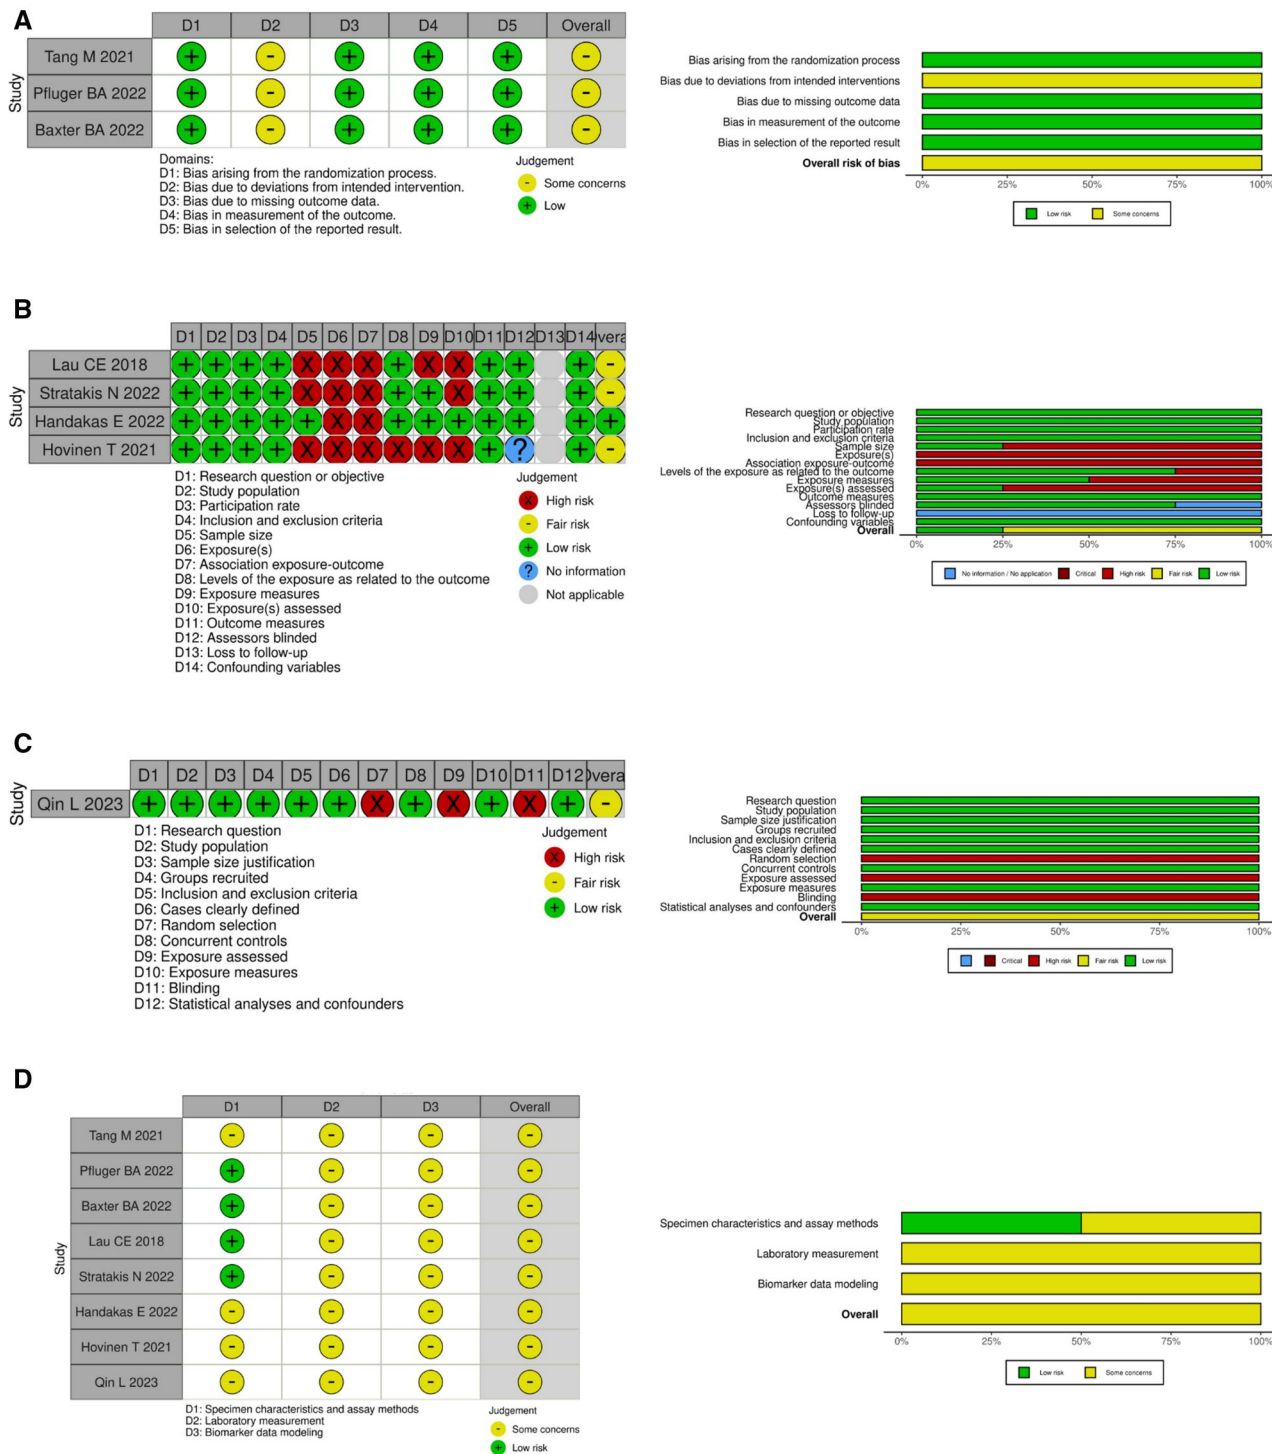 A
D1 D2 D3 D4 D5 Overall
Study
Tang M 2021 + - + + + -
Pfluger BA 2022 + - + + + -
Baxter BA 2022 + - + + + -
Domains:
D1: Bias arising from the randomization process.
D2: Bias due to deviations from intended intervention.
D3: Bias due to missing outcome data.
D4: Bias in measurement of the outcome.
D5: Bias in selection of the reported result.
Judgement
- Some concerns
+ Low
Bias arising from the randomization process
Bias due to deviations from intended interventions
Bias due to missing outcome data
Bias in measurement of the outcome
Bias in selection of the reported result
Overall risk of bias
0% 25% 50% 75% 100%
Low risk Some concerns
B
D1 D2 D3 D4 D5 D6 D7 D8 D9 D10 D11 D12 D13 D14 vera
Study
Lau CE 2018 + + + + X X X + X X + + + -
Stratakis N 2022 + + + + X X X + + X + + + -
Handakas E 2022 + + + + + X X + + + + + + +
Hovinen T 2021 + + + + X X X X X X + ? + -
D1: Research question or objective
D2: Study population
D3: Participation rate
D4: Inclusion and exclusion criteria
D5: Sample size
D6: Exposure(s)
D7: Association exposure-outcome
D8: Levels of the exposure as related to the outcome
D9: Exposure measures
D10: Exposure(s) assessed
D11: Outcome measures
D12: Assessors blinded
D13: Loss to follow-up
D14: Confounding variables
Judgement
X High risk
- Fair risk
+ Low risk
? No information
Not applicable
Research question or objective
Study population
Participation rate
Inclusion and exclusion criteria
Sample size
Exposure(s)
Association exposure-outcome
Levels of the exposure as related to the outcome
Exposure measures
Exposure(s) assessed
Outcome measures
Assessors blinded
Loss to follow-up
Confounding variables
Overall
0% 25% 50% 75% 100%
No information / No application Critical High risk Fair risk Low risk
C
D1 D2 D3 D4 D5 D6 D7 D8 D9 D10 D11 D12 Overa
Study
Qin L 2023 + + + + + + X + X + X + -
D1: Research question
D2: Study population
D3: Sample size justification
D4: Groups recruited
D5: Inclusion and exclusion criteria
D6: Cases clearly defined
D7: Random selection
D8: Concurrent controls
D9: Exposure assessed
D10: Exposure measures
D11: Blinding
D12: Statistical analyses and confounders
Judgement
X High risk
- Fair risk
+ Low risk
Research question
Study population
Sample size justification
Groups recruited
Inclusion and exclusion criteria
Cases clearly defined
Random selection
Concurrent controls
Exposure assessed
Exposure measures
Blinding
Statistical analyses and confounders
Overall
0% 25% 50% 75% 100%
Critical High risk Fair risk Low risk
D
D1 D2 D3 Overall
Study
Tang M 2021 - - - -
Pfluger BA 2022 + - - -
Baxter BA 2022 + - - -
Lau CE 2018 + - - -
Stratakis N 2022 + - - -
Handakas E 2022 - - - -
Hovinen T 2021 - - - -
Qin L 2023 - - - -
D1: Specimen characteristics and assay methods
D2: Laboratory measurement
D3: Biomarker data modeling
Judgement
- Some concerns
+ Low risk
Specimen characteristics and assay methods
Laboratory measurement
Biomarker data modeling
Overall
0% 25% 50% 75% 100%
Low risk Some concerns